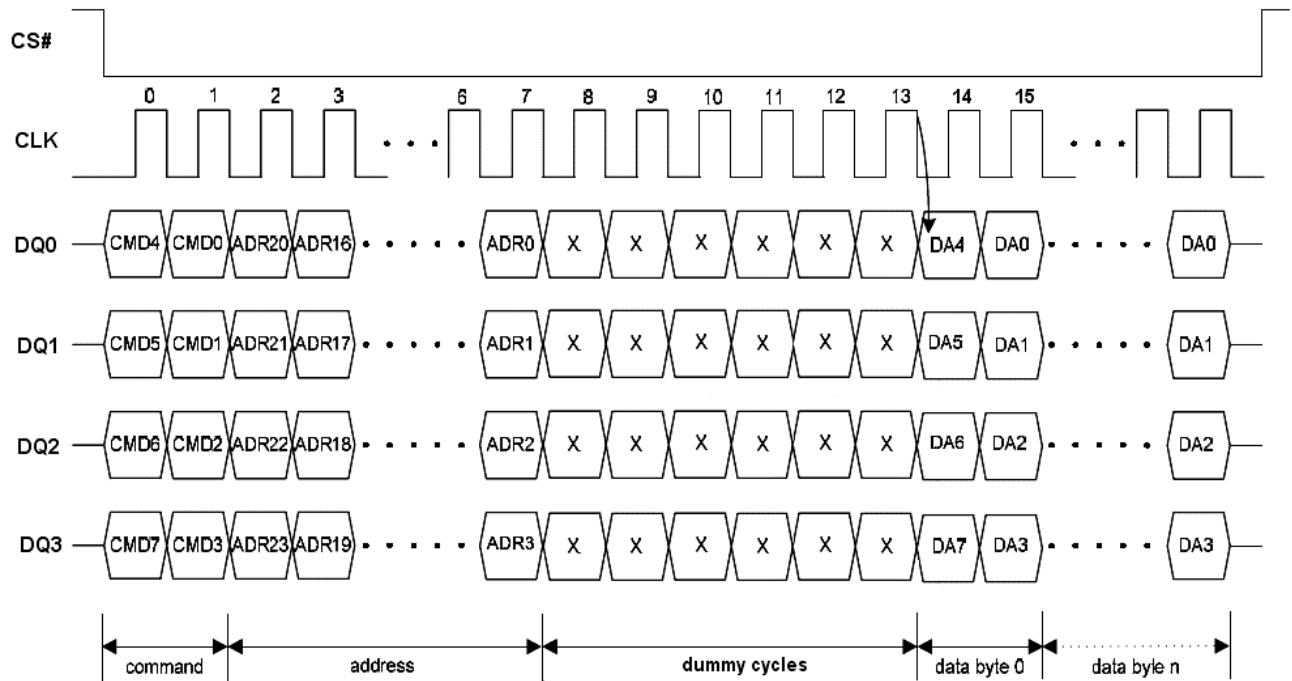 CS#
0 1 2 3 6 7 8 9 10 11 12 13 14 15
CLK
DQ0 CMD4 CMD0 ADR20 ADR16 ADR0 X X X X X X DA4 DA0 DA0
DQ1 CMD5 CMD1 ADR21 ADR17 ADR1 X X X X X X DA5 DA1 DA1
DQ2 CMD6 CMD2 ADR22 ADR18 ADR2 X X X X X X DA6 DA2 DA2
DQ3 CMD7 CMD3 ADR23 ADR19 ADR3 X X X X X X DA7 DA3 DA3
command address dummy cycles data byte 0 data byle n